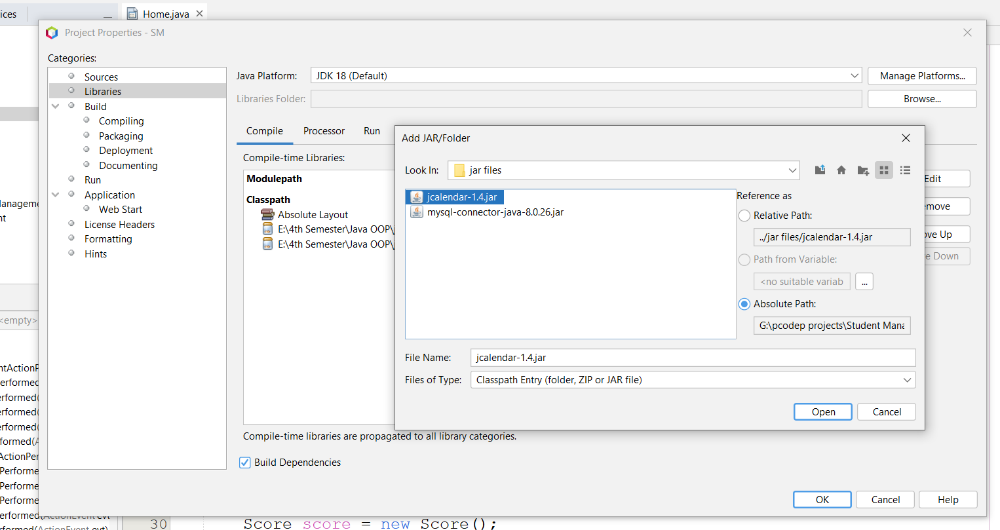 ices
Home.java
Project Properties - SM
Categories:
Sources
Libraries
Build
Compiling
Packaging
Deployment
Documenting
Run
Application
Web Start
License Headers
Formatting
Hints
Java Platform:
JDK 18 (Default)
Manage Platforms...
Libraries Folder:
Browse...
Compile
Processor
Run
Compile-time Libraries:
Modulepath
Classpath
Absolute Layout
E:\4th Semester\Java OOP\j
E:\4th Semester\Java OOP\j
Edit
emove
ove Up
e Down
Add JAR/Folder
Look In:
jar files
jcalendar-1.4.jar
mysql-connector-java-8.0.26.jar
Reference as
Relative Path:
../jar files/jcalendar-1.4.jar
Path from Variable:
<no suitable variab
...
Absolute Path:
G:\pcodep projects\Student Mana
File Name:
jcalendar-1.4.jar
Files of Type:
Classpath Entry (folder, ZIP or JAR file)
Open
Cancel
Compile-time libraries are propagated to all library categories.
Build Dependencies
OK
Cancel
Help
Manageme
nt
<empty>
ntActionP
erformed
erformed(
erformed(
erformed(
formed(A
ActionPer
Performe
Performe
Performe
erformed(ActionEvent evt)
erformed(ActionEvent evt)
30
Score score = new Score();